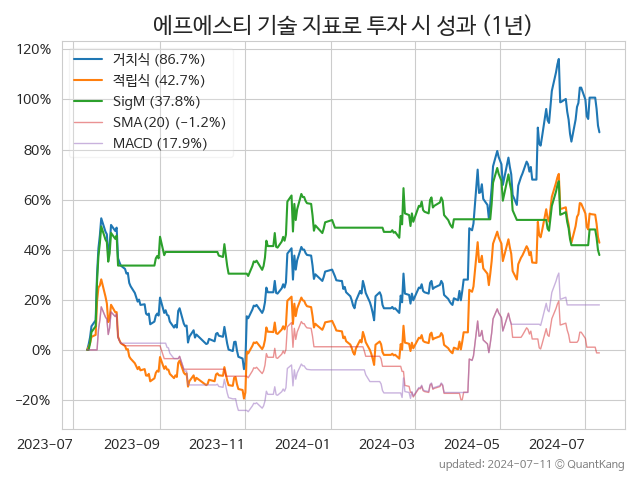 에프에스티 기술 지표로 투자 시 성과 (1년)
120%
100%
80%
60%
40%
20%
0%
−20%
거치식 (86.7%)
적립식 (42.7%)
SigM (37.8%)
SMA(20) (−1.2%)
MACD (17.9%)
2023-07 2023-09 2023-11 2024-01 2024-03 2024-05 2024-07
updated: 2024-07-11 © QuantKang